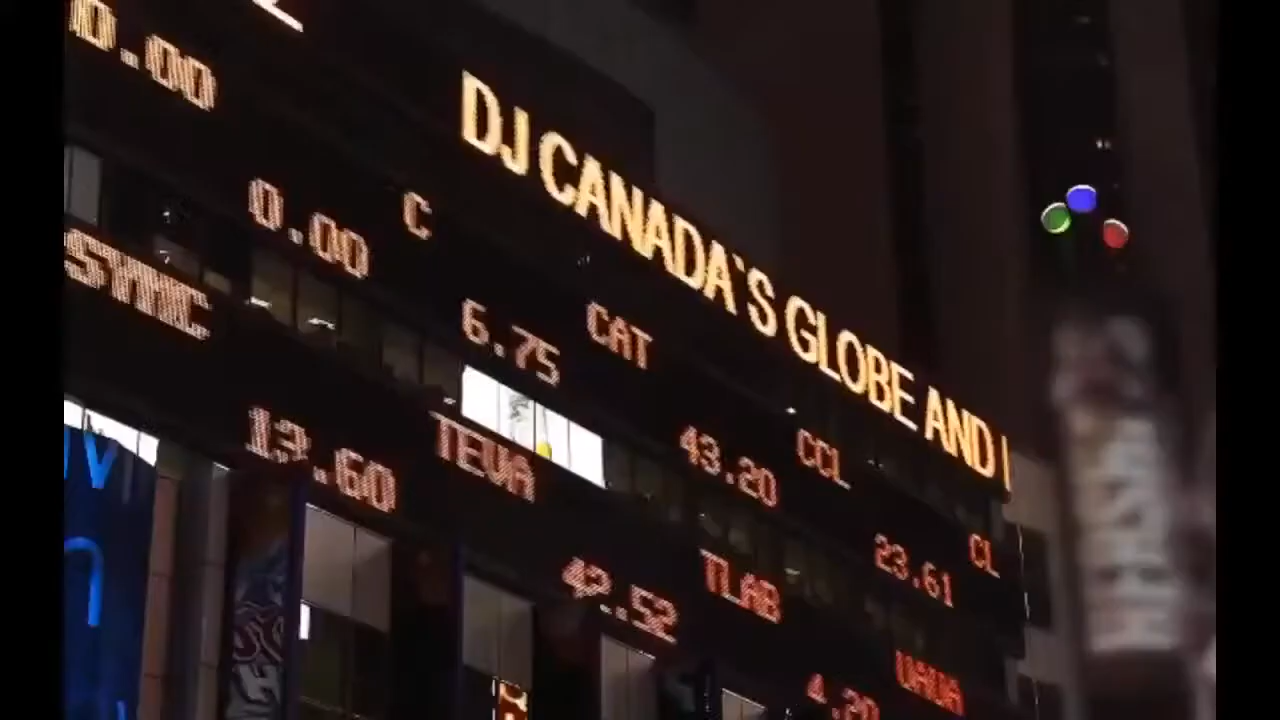 DJ CANADA'S GLOBE AND
0.00
0.00 C
6.75 CAT
43.20 CCL
23.61 CL
SYMC
13.60 TEVA
42.52 TLAB
4.20